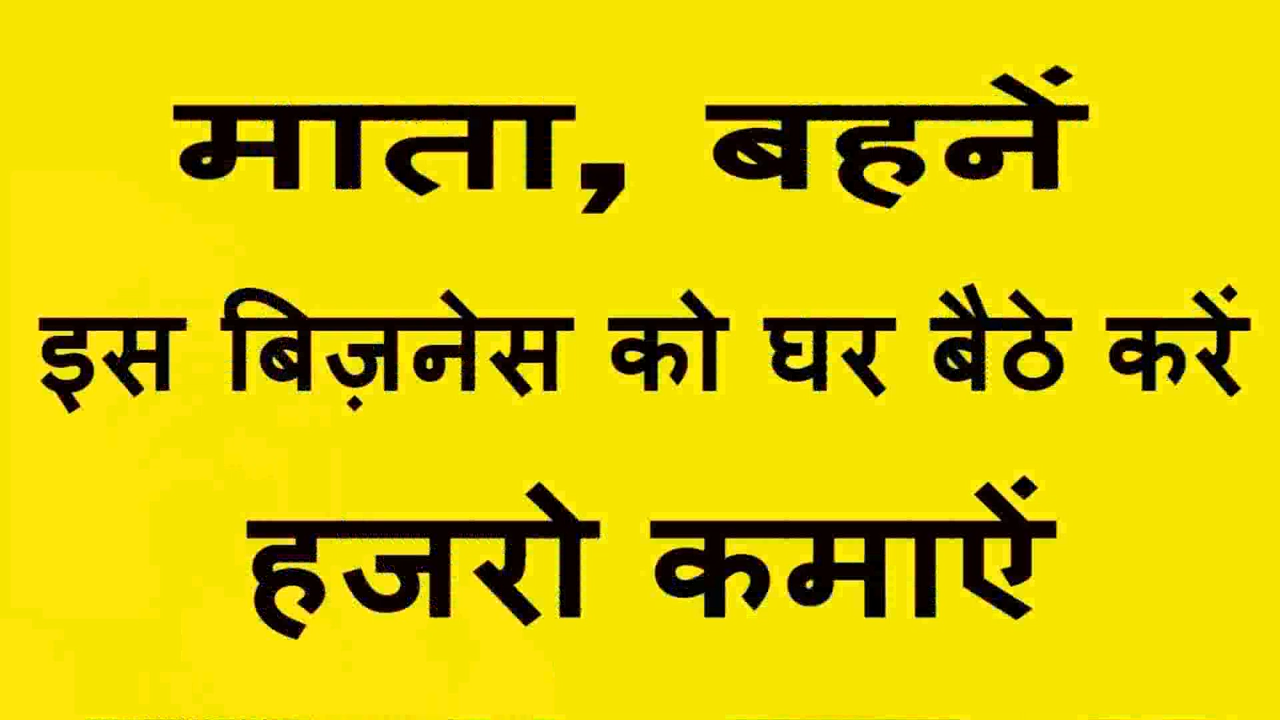 माता, बहनें
इस बिज़नेस को घर बैठे करें
हजरो कमाऐं